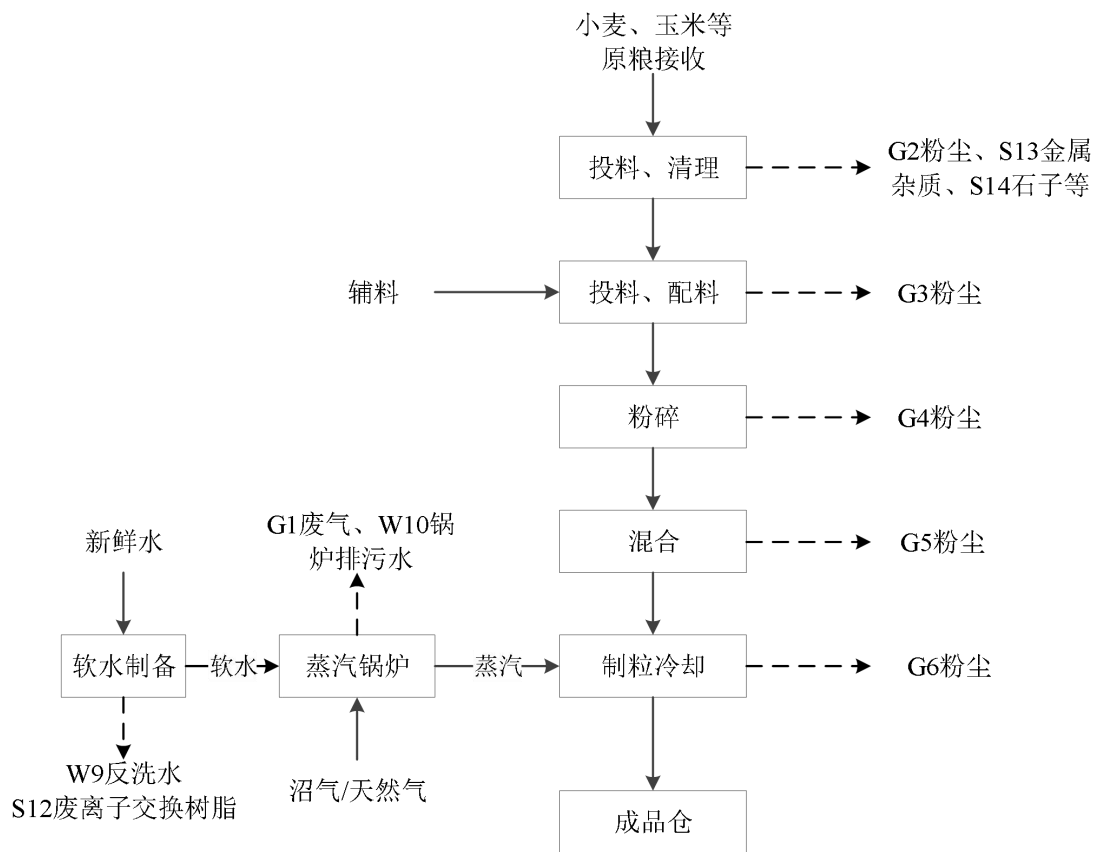 小麦、玉米等
原粮接收
投料、清理
G2粉尘、S13金属
杂质、S14石子等
辅料
投料、配料
G3粉尘
粉碎
G4粉尘
新鲜水
G1废气、W10锅
炉排污水
混合
G5粉尘
软水制备
软水
蒸汽锅炉
蒸汽
制粒冷却
G6粉尘
W9反洗水
S12废离子交换树脂
沼气/天然气
成品仓